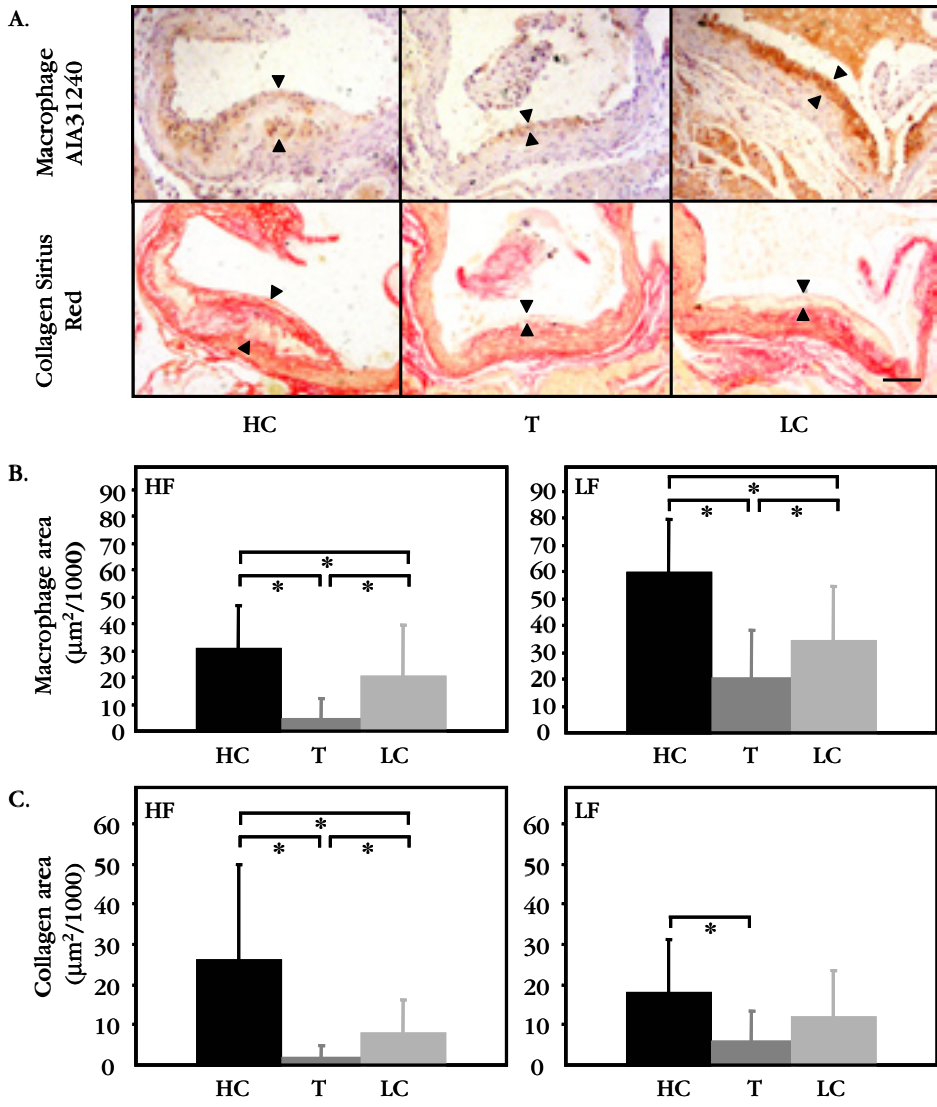 A.
Macrophage
AIA31240
Collagen Sirius
Red
HC T LC
B.
Macrophage area
(µm²/1000)
HF
90
80
70
60
50
40
30
20
10
0
* * *
HC T LC
LF
90
80
70
60
50
40
30
20
10
0
* * *
HC T LC
C.
Collagen area
(µm²/1000)
HF
60
50
40
30
20
10
0
* * *
HC T LC
LF
60
50
40
30
20
10
0
*
HC T LC